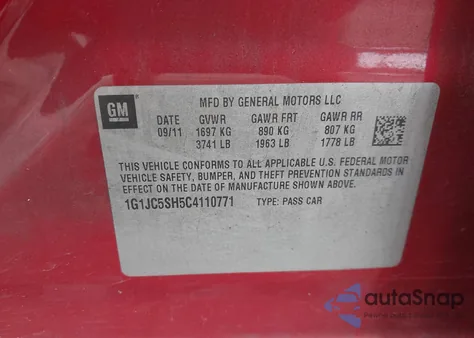 GM
MFD BY GENERAL MOTORS LLC
DATE GVWR GAWR FRT GAWR RR
09/11 1697 KG 890 KG 807 KG
3741 LB 1963 LB 1778 LB
THIS VEHICLE CONFORMS TO ALL APPLICABLE U.S. FEDERAL MOTOR
VEHICLE SAFETY, BUMPER, AND THEFT PREVENTION STANDARDS IN
EFFECT ON THE DATE OF MANUFACTURE SHOWN ABOVE.
1G1JC5SH5C4110771 TYPE: PASS CAR
autoSnap